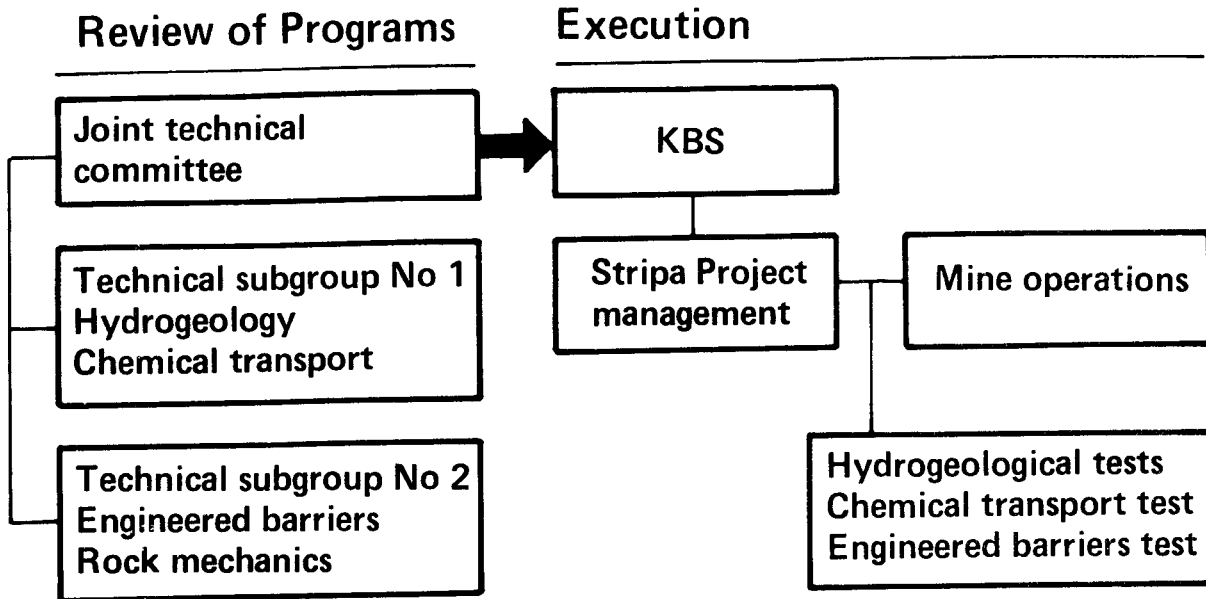 Review of Programs
Execution
Joint technical
committee
KBS
Technical subgroup No 1
Hydrogeology
Chemical transport
Stripa Project
management
Mine operations
Technical subgroup No 2
Engineered barriers
Rock mechanics
Hydrogeological tests
Chemical transport test
Engineered barriers test